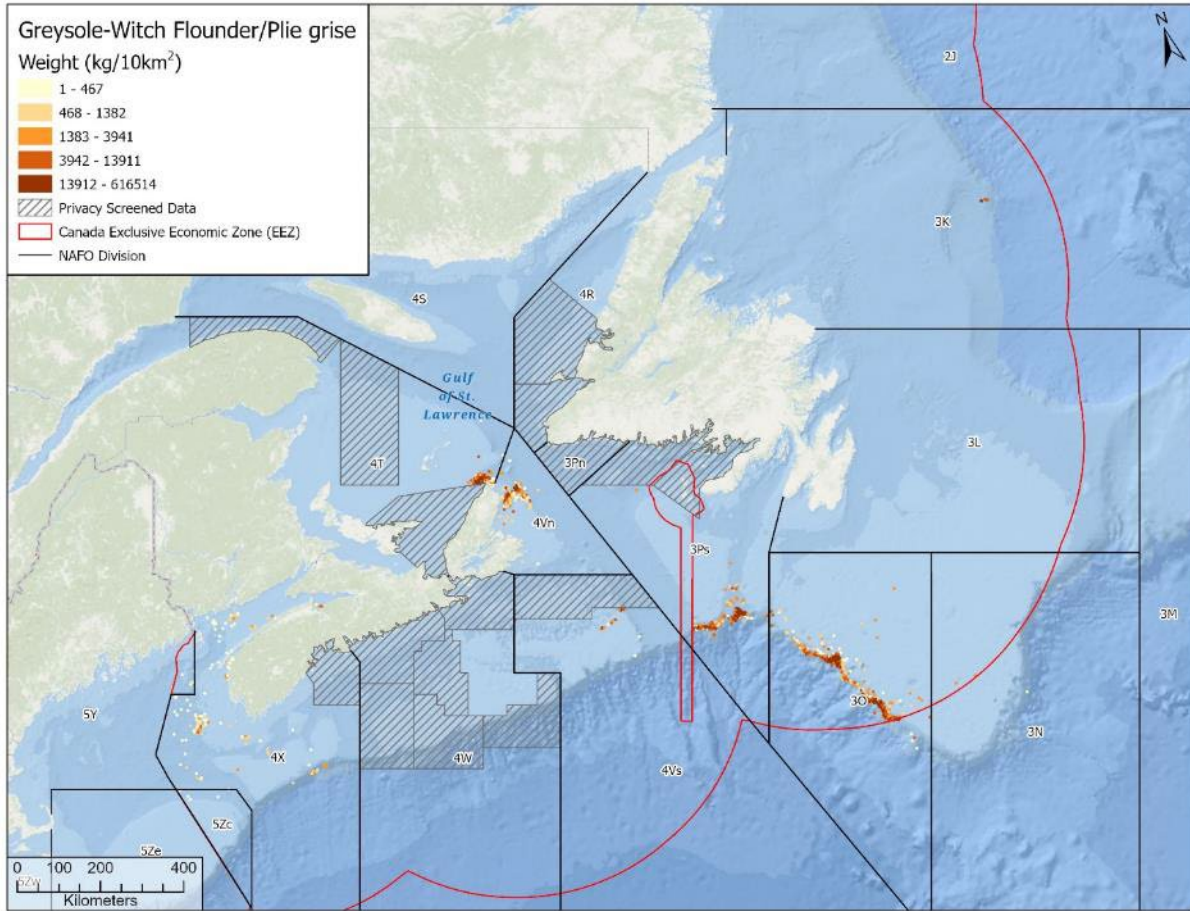 Greysole-Witch Flounder/Plie grise
Weight (kg/10km²)
1 - 467
468 - 1382
1383 - 3941
3942 - 13911
13912 - 616514
Privacy Screened Data
Canada Exclusive Economic Zone (EEZ)
NAFO Division
N
2J
3K
4S
4R
Gulf
of St.
Lawrence
3L
4T
3Pn
4Vn
3Ps
3M
3O
5Y
3N
4X
4W
4Vs
5Zc
5Ze
0 100 200 400
5Zw
Kilometers